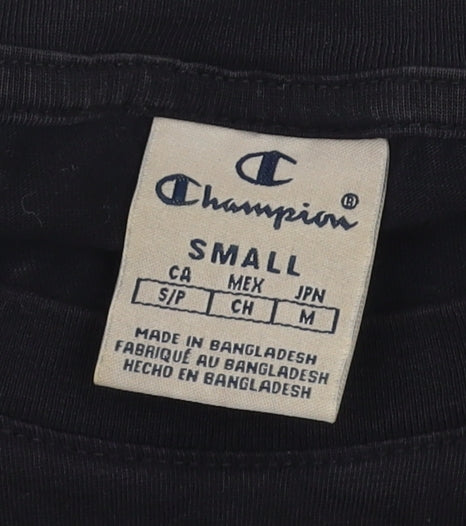 Champion®
SMALL
CA MEX JPN
S/P CH M
MADE IN BANGLADESH
FABRIQUÉ AU BANGLADESH
HECHO EN BANGLADESH